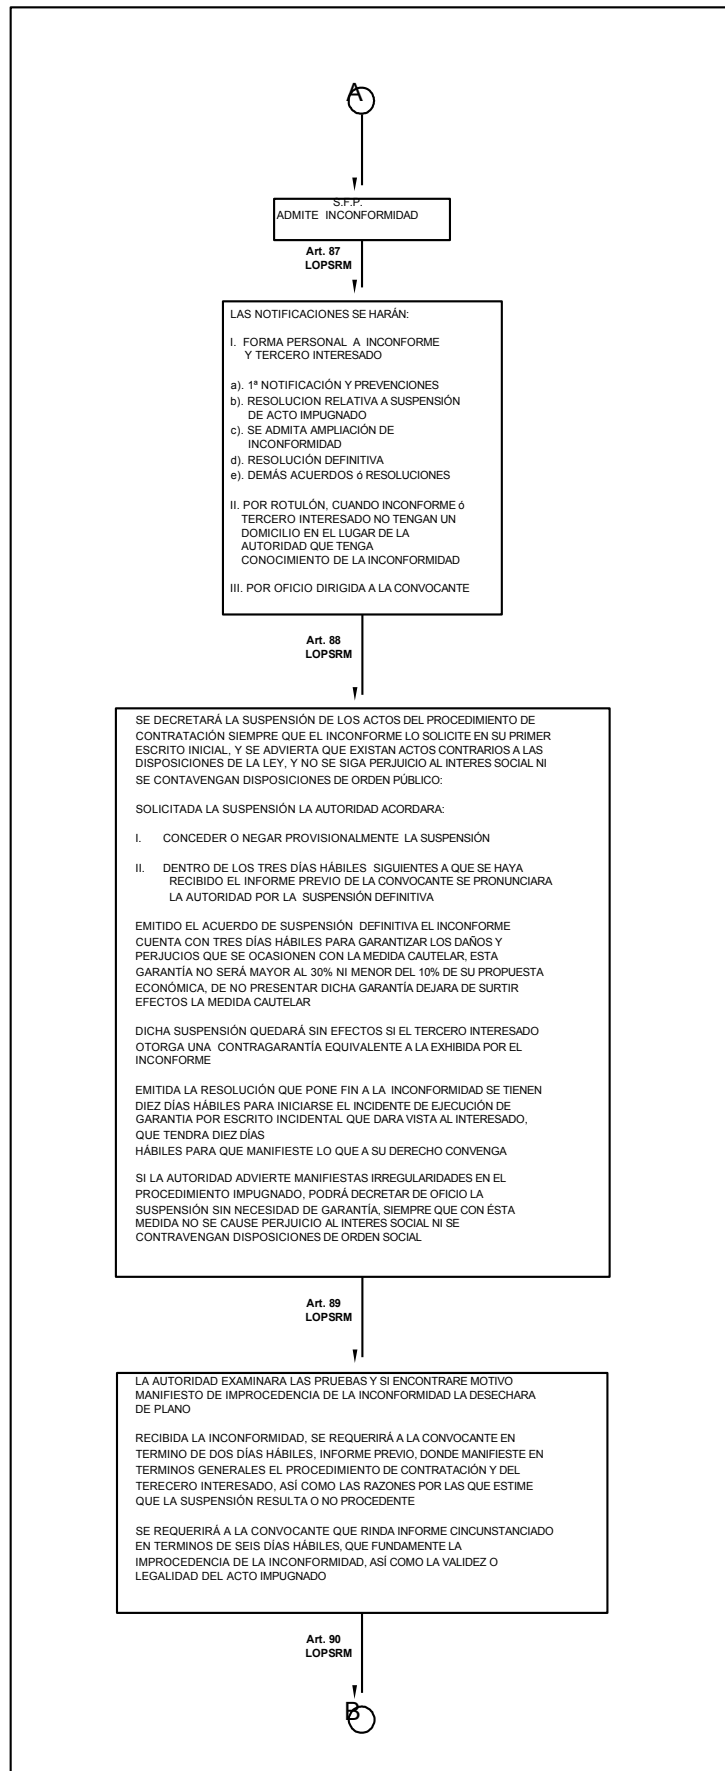 A
S.F.P.
ADMITE INCONFORMIDAD
Art. 87
LOPSRM
LAS NOTIFICACIONES SE HARÁN:
I. FORMA PERSONAL A INCONFORME
Y TERCERO INTERESADO
a). 1ª NOTIFICACIÓN Y PREVENCIONES
b). RESOLUCION RELATIVA A SUSPENSIÓN
DE ACTO IMPUGNADO
c). SE ADMITA AMPLIACIÓN DE
INCONFORMIDAD
d). RESOLUCIÓN DEFINITIVA
e). DEMÁS ACUERDOS ó RESOLUCIONES
II. POR ROTULÓN, CUANDO INCONFORME ó
TERCERO INTERESADO NO TENGAN UN
DOMICILIO EN EL LUGAR DE LA
AUTORIDAD QUE TENGA
CONOCIMIENTO DE LA INCONFORMIDAD
III. POR OFICIO DIRIGIDA A LA CONVOCANTE
Art. 88
LOPSRM
SE DECRETARÁ LA SUSPENSIÓN DE LOS ACTOS DEL PROCEDIMIENTO DE
CONTRATACIÓN SIEMPRE QUE EL INCONFORME LO SOLICITE EN SU PRIMER
ESCRITO INICIAL, Y SE ADVIERTA QUE EXISTAN ACTOS CONTRARIOS A LAS
DISPOSICIONES DE LA LEY, Y NO SE SIGA PERJUICIO AL INTERES SOCIAL NI
SE CONTAVENGAN DISPOSICIONES DE ORDEN PÚBLICO:
SOLICITADA LA SUSPENSIÓN LA AUTORIDAD ACORDARA:
I. CONCEDER O NEGAR PROVISIONALMENTE LA SUSPENSIÓN
II. DENTRO DE LOS TRES DÍAS HÁBILES SIGUIENTES A QUE SE HAYA
RECIBIDO EL INFORME PREVIO DE LA CONVOCANTE SE PRONUNCIARA
LA AUTORIDAD POR LA SUSPENSIÓN DEFINITIVA
EMITIDO EL ACUERDO DE SUSPENSIÓN DEFINITIVA EL INCONFORME
CUENTA CON TRES DÍAS HÁBILES PARA GARANTIZAR LOS DAÑOS Y
PERJUCIOS QUE SE OCASIONEN CON LA MEDIDA CAUTELAR, ESTA
GARANTÍA NO SERÁ MAYOR AL 30% NI MENOR DEL 10% DE SU PROPUESTA
ECONÓMICA, DE NO PRESENTAR DICHA GARANTÍA DEJARA DE SURTIR
EFECTOS LA MEDIDA CAUTELAR
DICHA SUSPENSIÓN QUEDARÁ SIN EFECTOS SI EL TERCERO INTERESADO
OTORGA UNA CONTRAGARANTÍA EQUIVALENTE A LA EXHIBIDA POR EL
INCONFORME
EMITIDA LA RESOLUCIÓN QUE PONE FIN A LA INCONFORMIDAD SE TIENEN
DIEZ DÍAS HÁBILES PARA INICIARSE EL INCIDENTE DE EJECUCIÓN DE
GARANTIA POR ESCRITO INCIDENTAL QUE DARA VISTA AL INTERESADO,
QUE TENDRA DIEZ DÍAS
HÁBILES PARA QUE MANIFIESTE LO QUE A SU DERECHO CONVENGA
SI LA AUTORIDAD ADVIERTE MANIFIESTAS IRREGULARIDADES EN EL
PROCEDIMIENTO IMPUGNADO, PODRÁ DECRETAR DE OFICIO LA
SUSPENSIÓN SIN NECESIDAD DE GARANTÍA, SIEMPRE QUE CON ÉSTA
MEDIDA NO SE CAUSE PERJUICIO AL INTERES SOCIAL NI SE
CONTRAVENGAN DISPOSICIONES DE ORDEN SOCIAL
Art. 89
LOPSRM
LA AUTORIDAD EXAMINARA LAS PRUEBAS Y SI ENCONTRARE MOTIVO
MANIFIESTO DE IMPROCEDENCIA DE LA INCONFORMIDAD LA DESECHARA
DE PLANO
RECIBIDA LA INCONFORMIDAD, SE REQUERIRÁ A LA CONVOCANTE EN
TERMINO DE DOS DÍAS HÁBILES, INFORME PREVIO, DONDE MANIFIESTE EN
TERMINOS GENERALES EL PROCEDIMIENTO DE CONTRATACIÓN Y DEL
TERECERO INTERESADO, ASÍ COMO LAS RAZONES POR LAS QUE ESTIME
QUE LA SUSPENSIÓN RESULTA O NO PROCEDENTE
SE REQUERIRÁ A LA CONVOCANTE QUE RINDA INFORME CINCUNSTANCIADO
EN TERMINOS DE SEIS DÍAS HÁBILES, QUE FUNDAMENTE LA
IMPROCEDENCIA DE LA INCONFORMIDAD, ASÍ COMO LA VALIDEZ O
LEGALIDAD DEL ACTO IMPUGNADO
Art. 90
LOPSRM
B